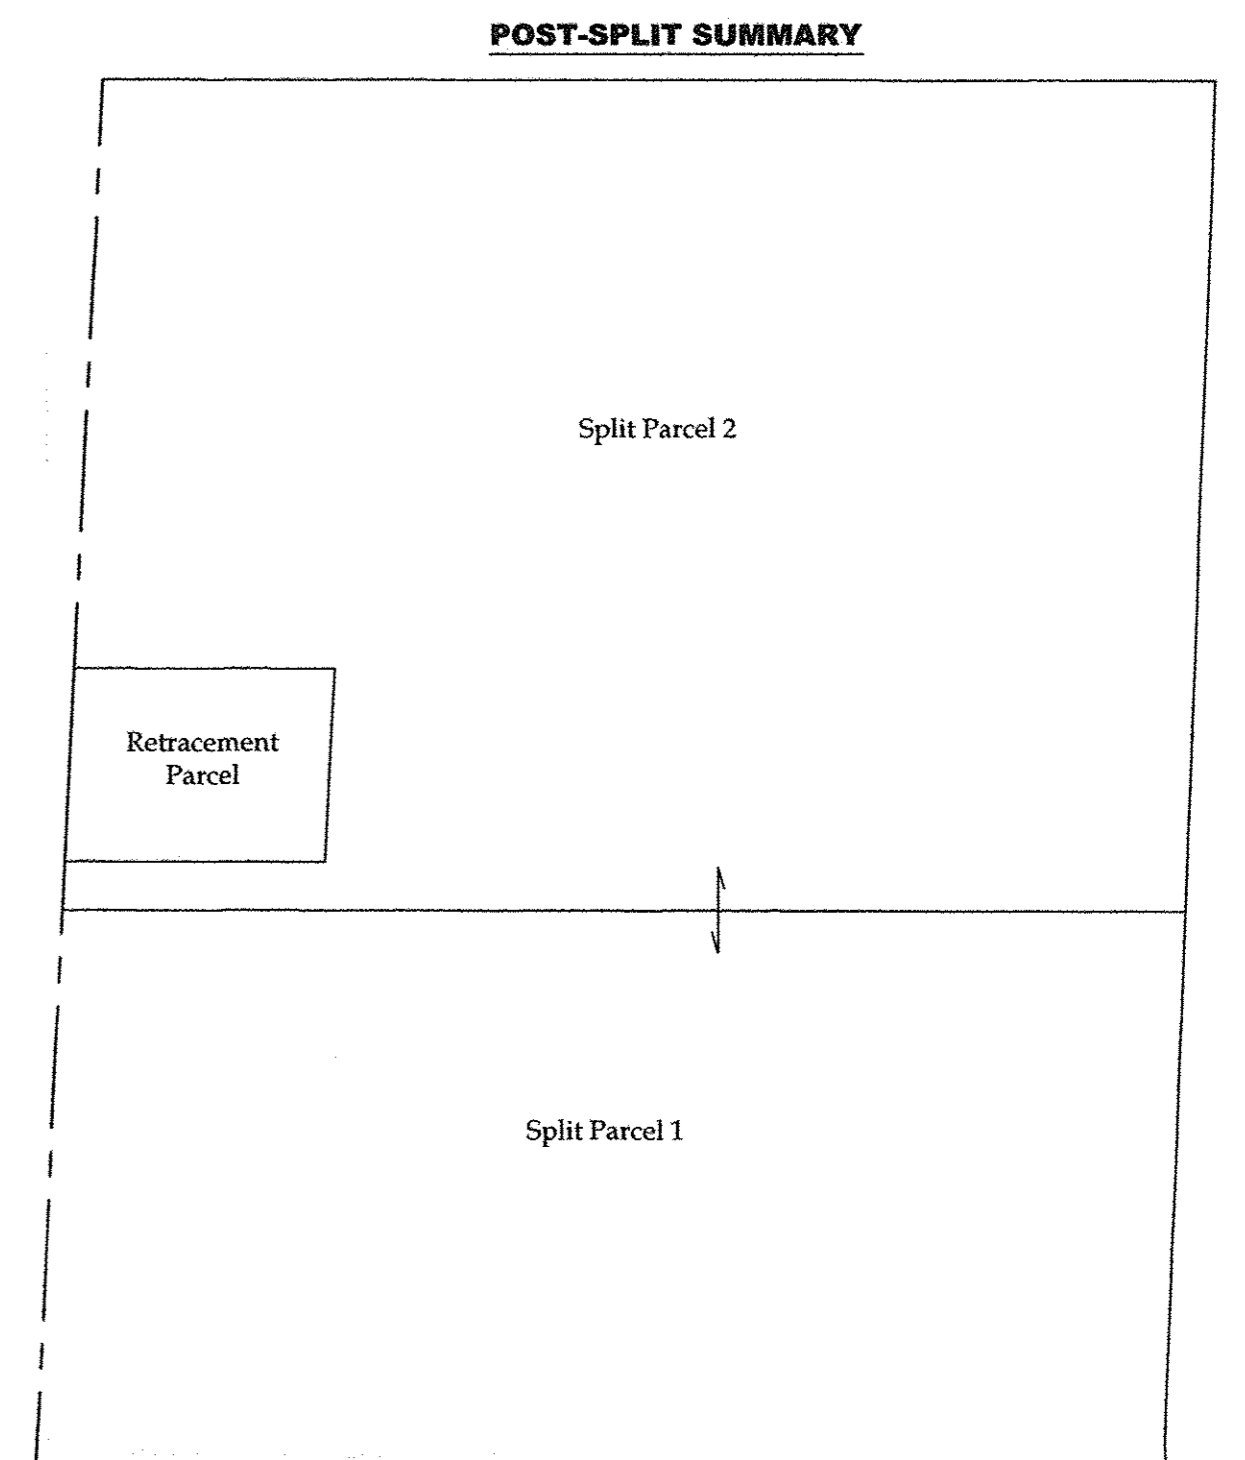 POST-SPLIT SUMMARY
Split Parcel 2
Retracement
Parcel
Split Parcel 1